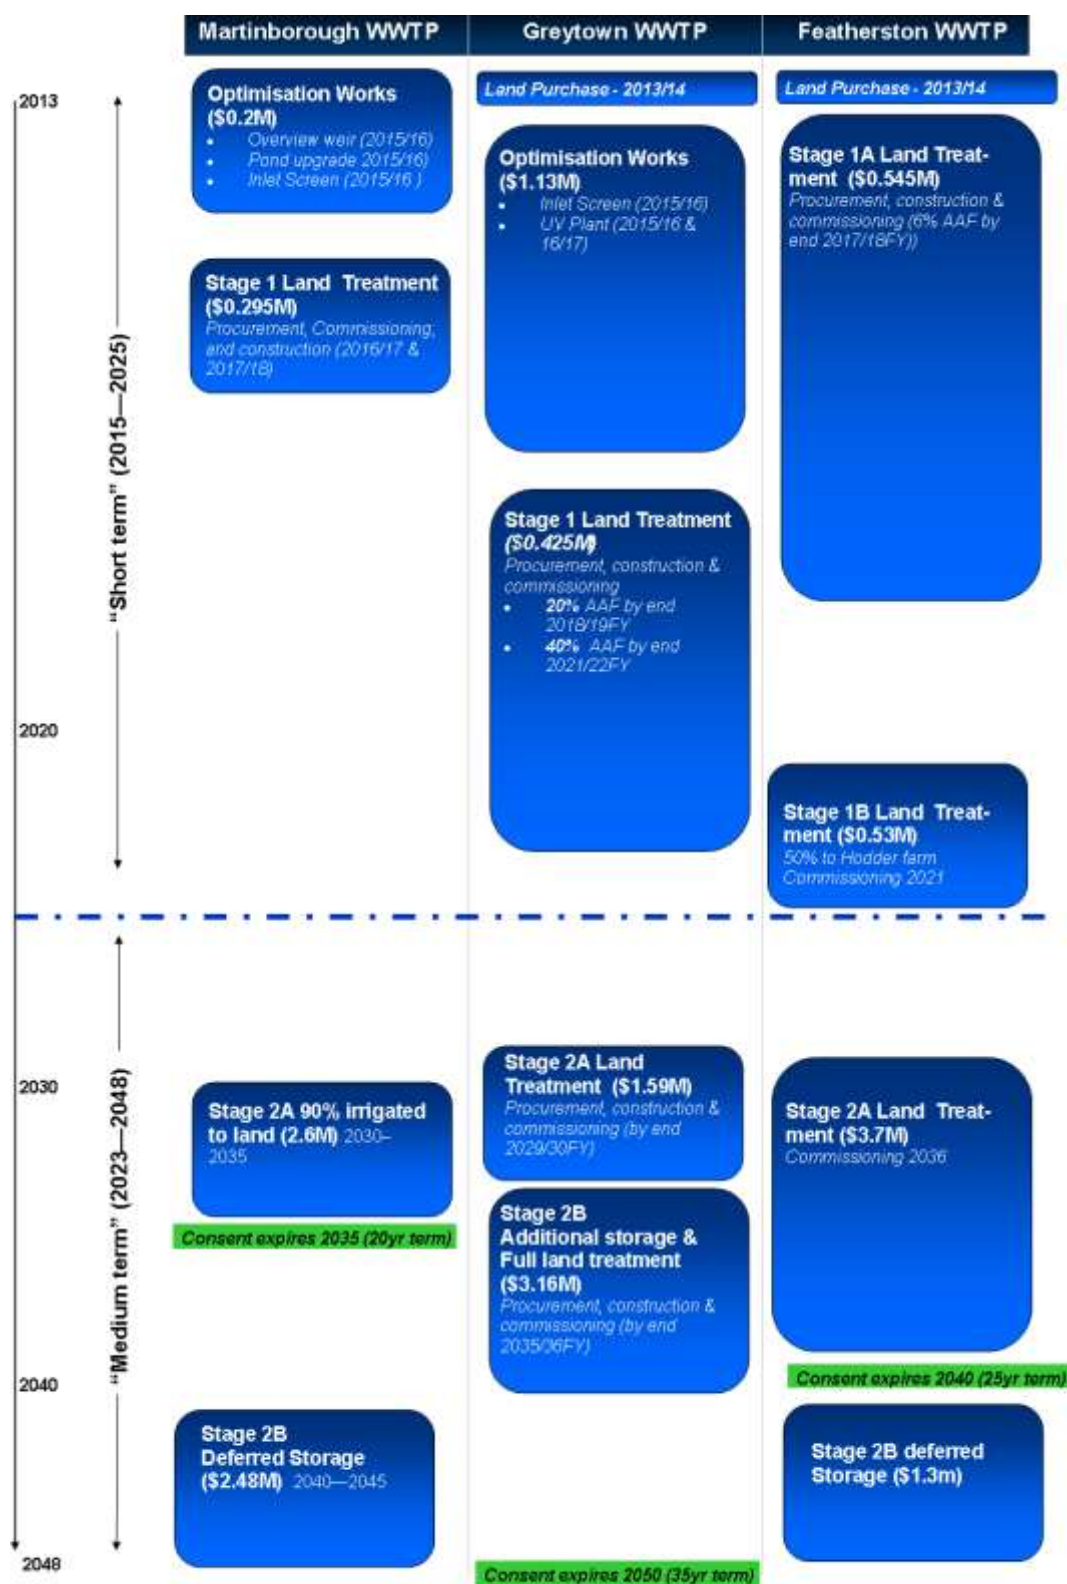 Martinborough WWTP
Greytown WWTP
Featherston WWTP
2013
2020
2030
2040
2048
“Short term” (2015—2025)
“Medium term” (2023—2048)
Optimisation Works
($0.2M)
• Overview weir (2015/16)
• Pond upgrade 2015/16)
• Inlet Screen (2015/16 )
Stage 1 Land Treatment
($0.295M)
Procurement, Commissioning,
and construction (2016/17 &
2017/18)
Stage 2A 90% irrigated
to land (2.6M) 2030–
2035
Consent expires 2035 (20yr term)
Stage 2B
Deferred Storage
($2.48M) 2040—2045
Land Purchase - 2013/14
Optimisation Works
($1.13M)
• Inlet Screen (2015/16)
• UV Plant (2015/16 &
16/17)
Stage 1 Land Treatment
($0.425M)
Procurement, construction &
commissioning
• 20% AAF by end
2018/19FY
• 40% AAF by end
2021/22FY
Stage 2A Land
Treatment ($1.59M)
Procurement, construction &
commissioning (by end
2029/30FY)
Stage 2B
Additional storage &
Full land treatment
($3.16M)
Procurement, construction &
commissioning (by end
2035/36FY)
Consent expires 2050 (35yr term)
Land Purchase - 2013/14
Stage 1A Land Treat-
ment ($0.545M)
Procurement, construction &
commissioning (6% AAF by
end 2017/18FY))
Stage 1B Land Treat-
ment ($0.53M)
50% to Hodder farm
Commissioning 2021
Stage 2A Land Treat-
ment ($3.7M)
Commissioning 2036
Consent expires 2040 (25yr term)
Stage 2B deferred
Storage ($1.3m)